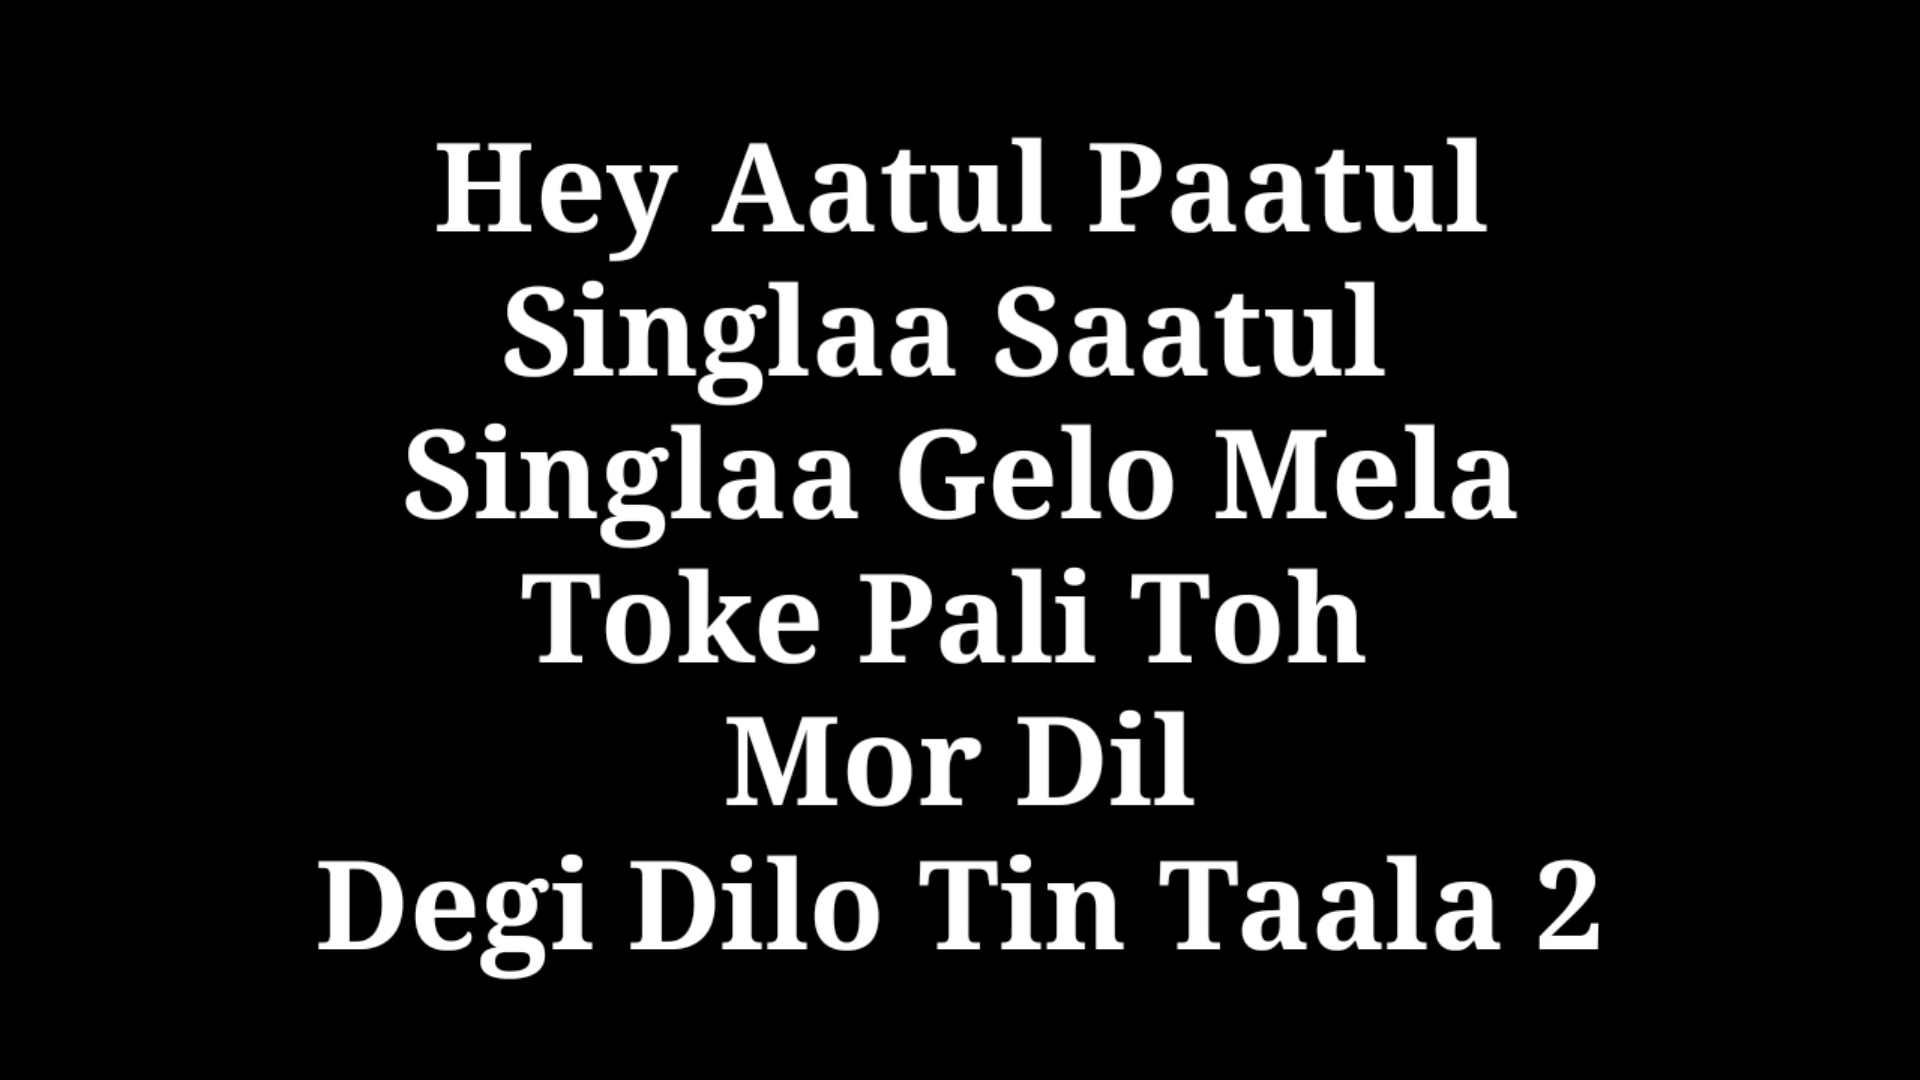 Hey Aatul Paatul
Singlaa Saatul
Singlaa Gelo Mela
Toke Pali Toh
Mor Dil
Degi Dilo Tin Taala 2